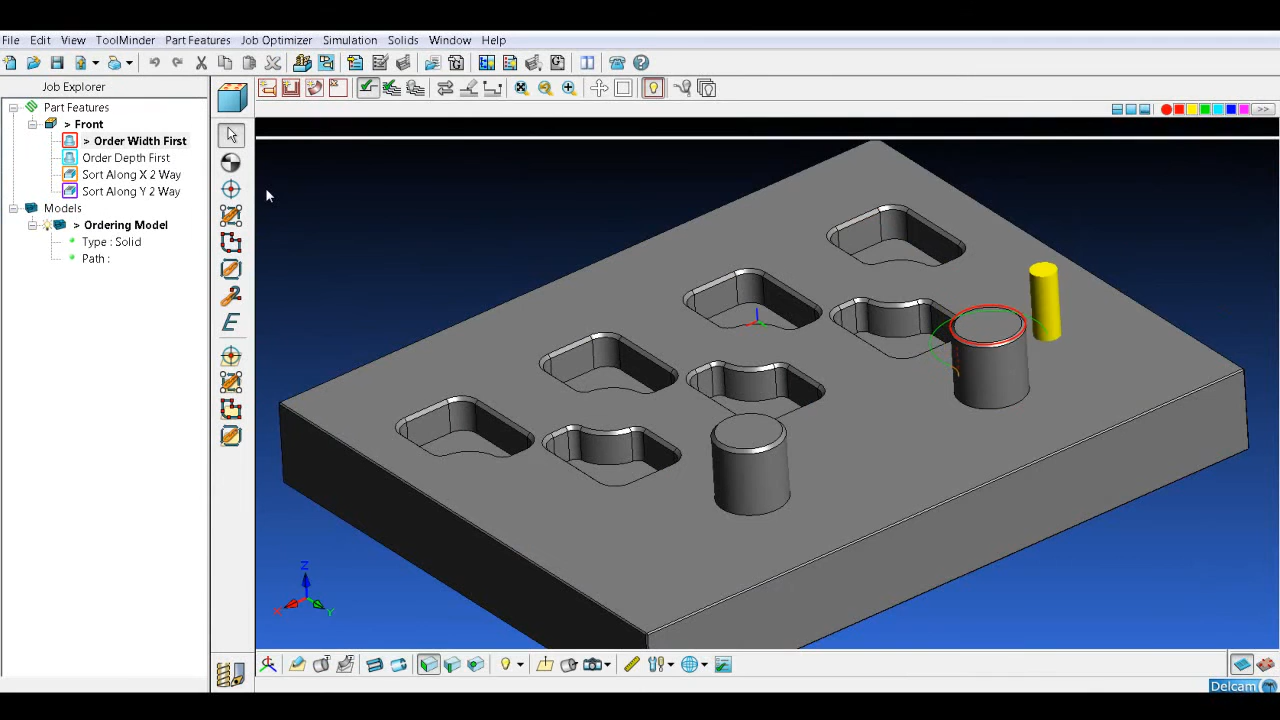 File Edit View ToolMinder Part Features Job Optimizer Simulation Solids Window Help
Job Explorer
Part Features
> Front
> Order Width First
Order Depth First
Sort Along X 2 Way
Sort Along Y 2 Way
Models
> Ordering Model
Type : Solid
Path :
>>
Z
X
Y
Delcam